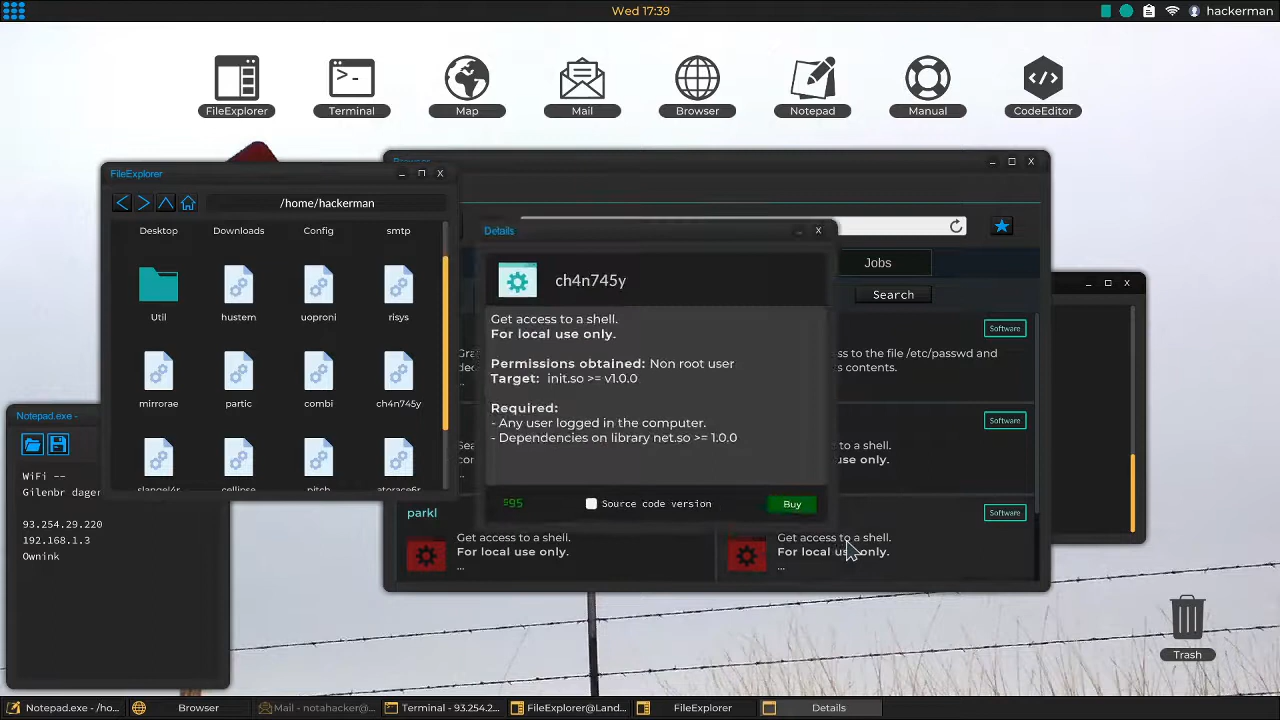 Wed 17:39
hackerman
FileExplorer
Terminal
Map
Mail
Browser
Notepad
Manual
CodeEditor
FileExplorer
/home/hackerman
Desktop
Downloads
Config
smtp
Util
hustem
uoproni
risys
mirrorae
partic
combi
ch4n745y
Notepad.exe -
WiFi --
Gilenbr dager
93.254.29.220
192.168.1.3
Ownink
Details
ch4n745y
Get access to a shell.
For local use only.
Permissions obtained: Non root user
Target: init.so >= v1.0.0
Required:
- Any user logged in the computer.
- Dependencies on library net.so >= 1.0.0
$95
Source code version
Buy
Jobs
Search
Software
ss to the file /etc/passwd and
s contents.
Software
s to a shell.
use only.
...
parkl
Software
Get access to a shell.
For local use only.
...
Get access to a shell.
For local use only.
...
Trash
Notepad.exe - /ho...
Browser
Mail - notahacker@...
Terminal - 93.254.2...
FileExplorer@Land...
FileExplorer
Details